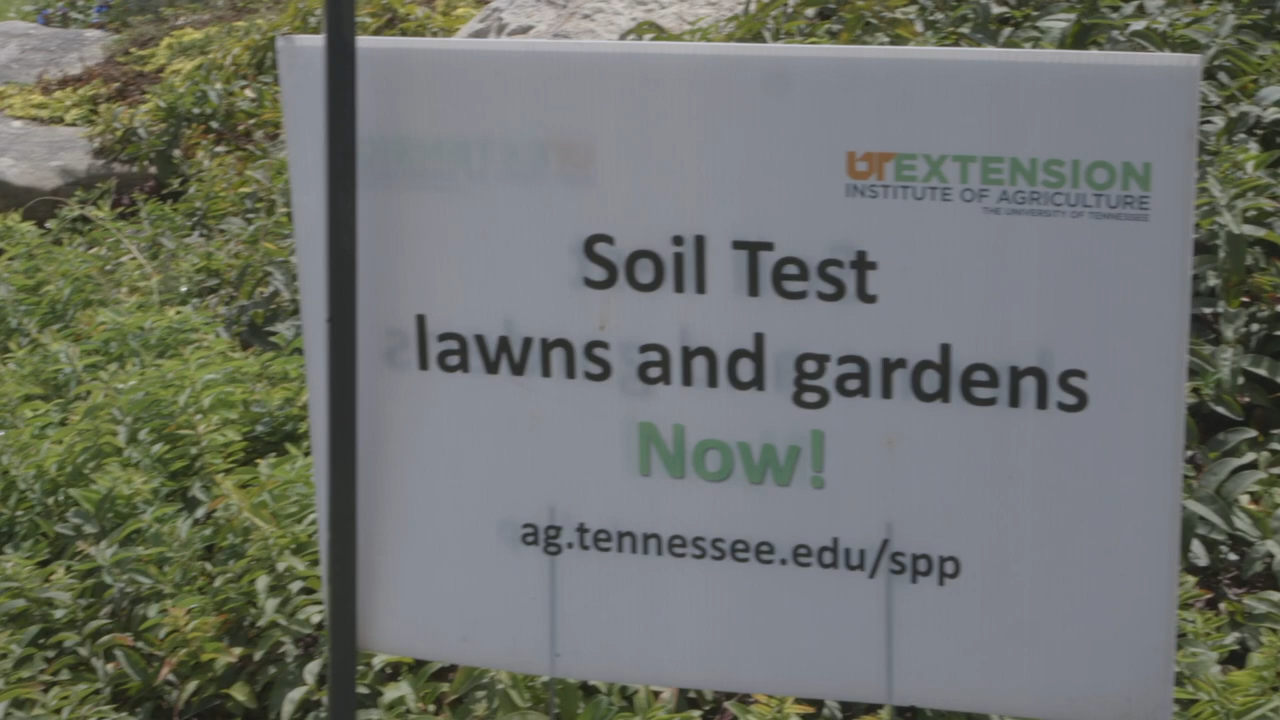 UTEXTENSION
INSTITUTE OF AGRICULTURE
THE UNIVERSITY OF TENNESSEE
Soil Test
lawns and gardens
Now!
ag.tennessee.edu/spp